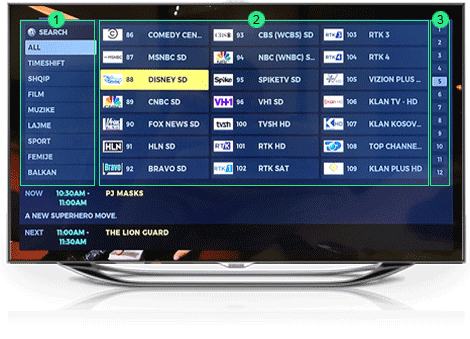 1
2
3
SEARCH
ALL
TIMESHIFT
SHQIP
FILM
MUZIKE
LAJME
SPORT
FEMIJE
BALKAN
86 COMEDY CEN...
87 MSNBC SD
88 DISNEY SD
89 CNBC SD
90 FOX NEWS SD
91 HLN SD
92 BRAVO SD
93 CBS (WCBS) SD
94 NBC (WNBC) S...
95 SPIKETV SD
96 VH1 SD
100 TVSH HD
101 RTK HD
102 RTK SAT
103 RTK 3
104 RTK 4
105 VIZION PLUS ...
106 KLAN TV - HD
107 KLAN KOSOV...
108 TOP CHANNE...
109 KLAN PLUS HD
1
2
3
4
5
6
7
8
9
10
11
12
NOW 10:30AM - 11:00AM PJ MASKS
A NEW SUPERHERO MOVE.
NEXT 11:00AM - 11:30AM THE LION GUARD